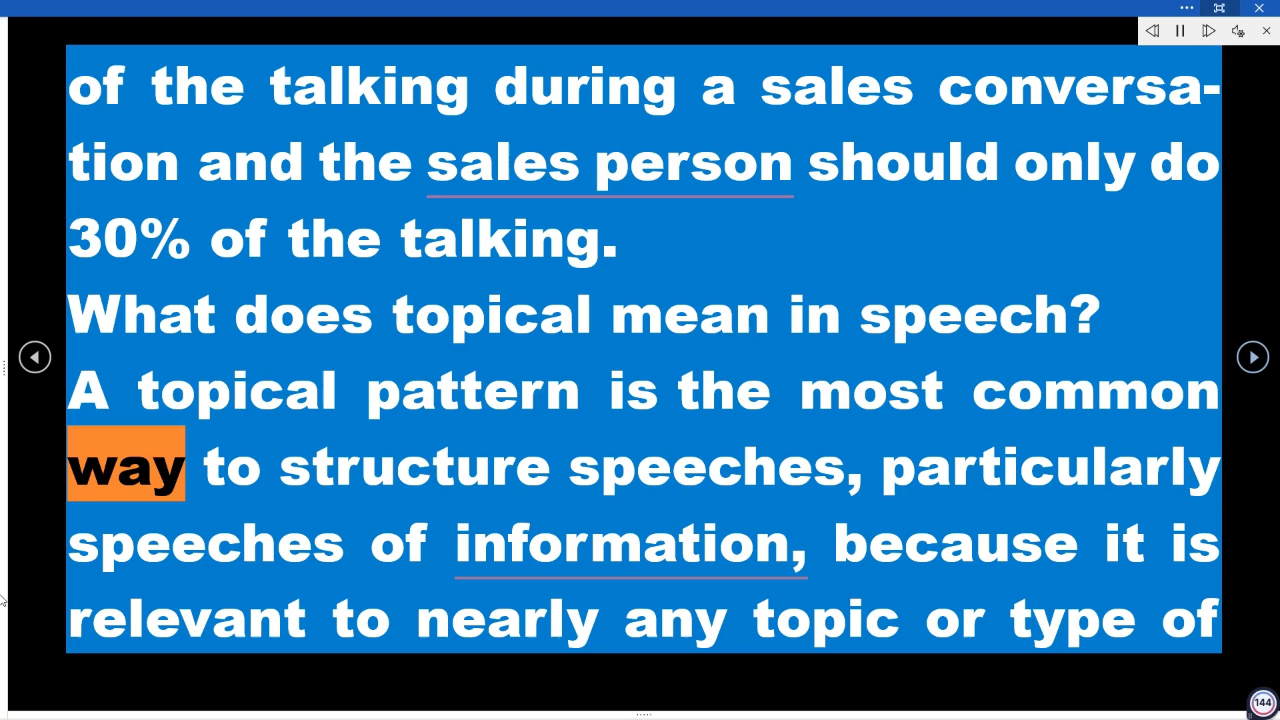 of the talking during a sales conversa-
tion and the sales person should only do
30% of the talking.
What does topical mean in speech?
A topical pattern is the most common
way to structure speeches, particularly
speeches of information, because it is
relevant to nearly any topic or type of
144